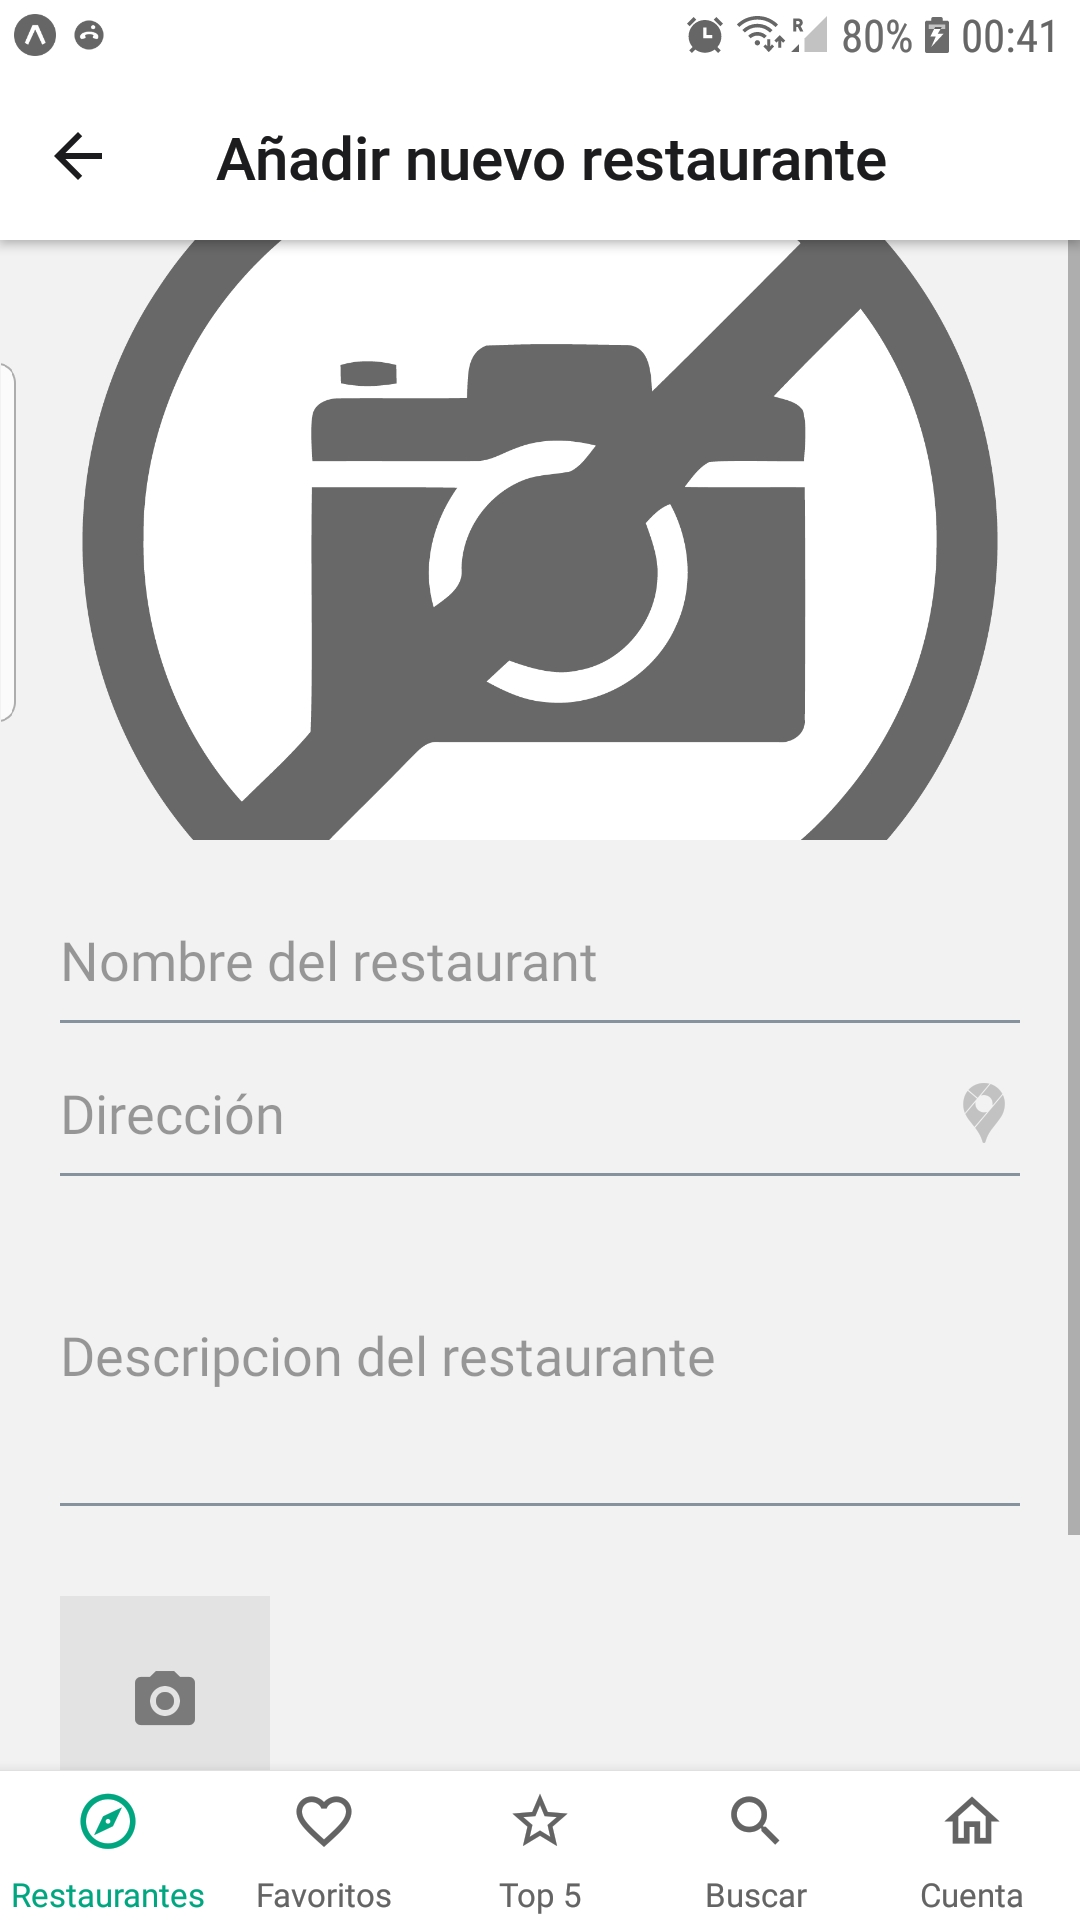 R 80% 00:41
Añadir nuevo restaurante
Nombre del restaurant
Dirección
Descripcion del restaurante
Restaurantes Favoritos Top 5 Buscar Cuenta